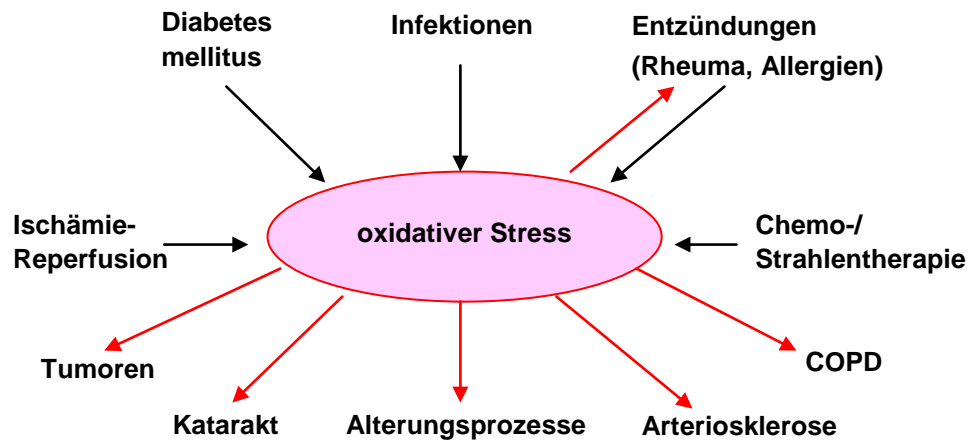 Diabetes
mellitus
Infektionen
Entzündungen
(Rheuma, Allergien)
Ischämie-
Reperfusion
oxidativer Stress
Chemo-/
Strahlentherapie
Tumoren
Katarakt
Alterungsprozesse
Arteriosklerose
COPD